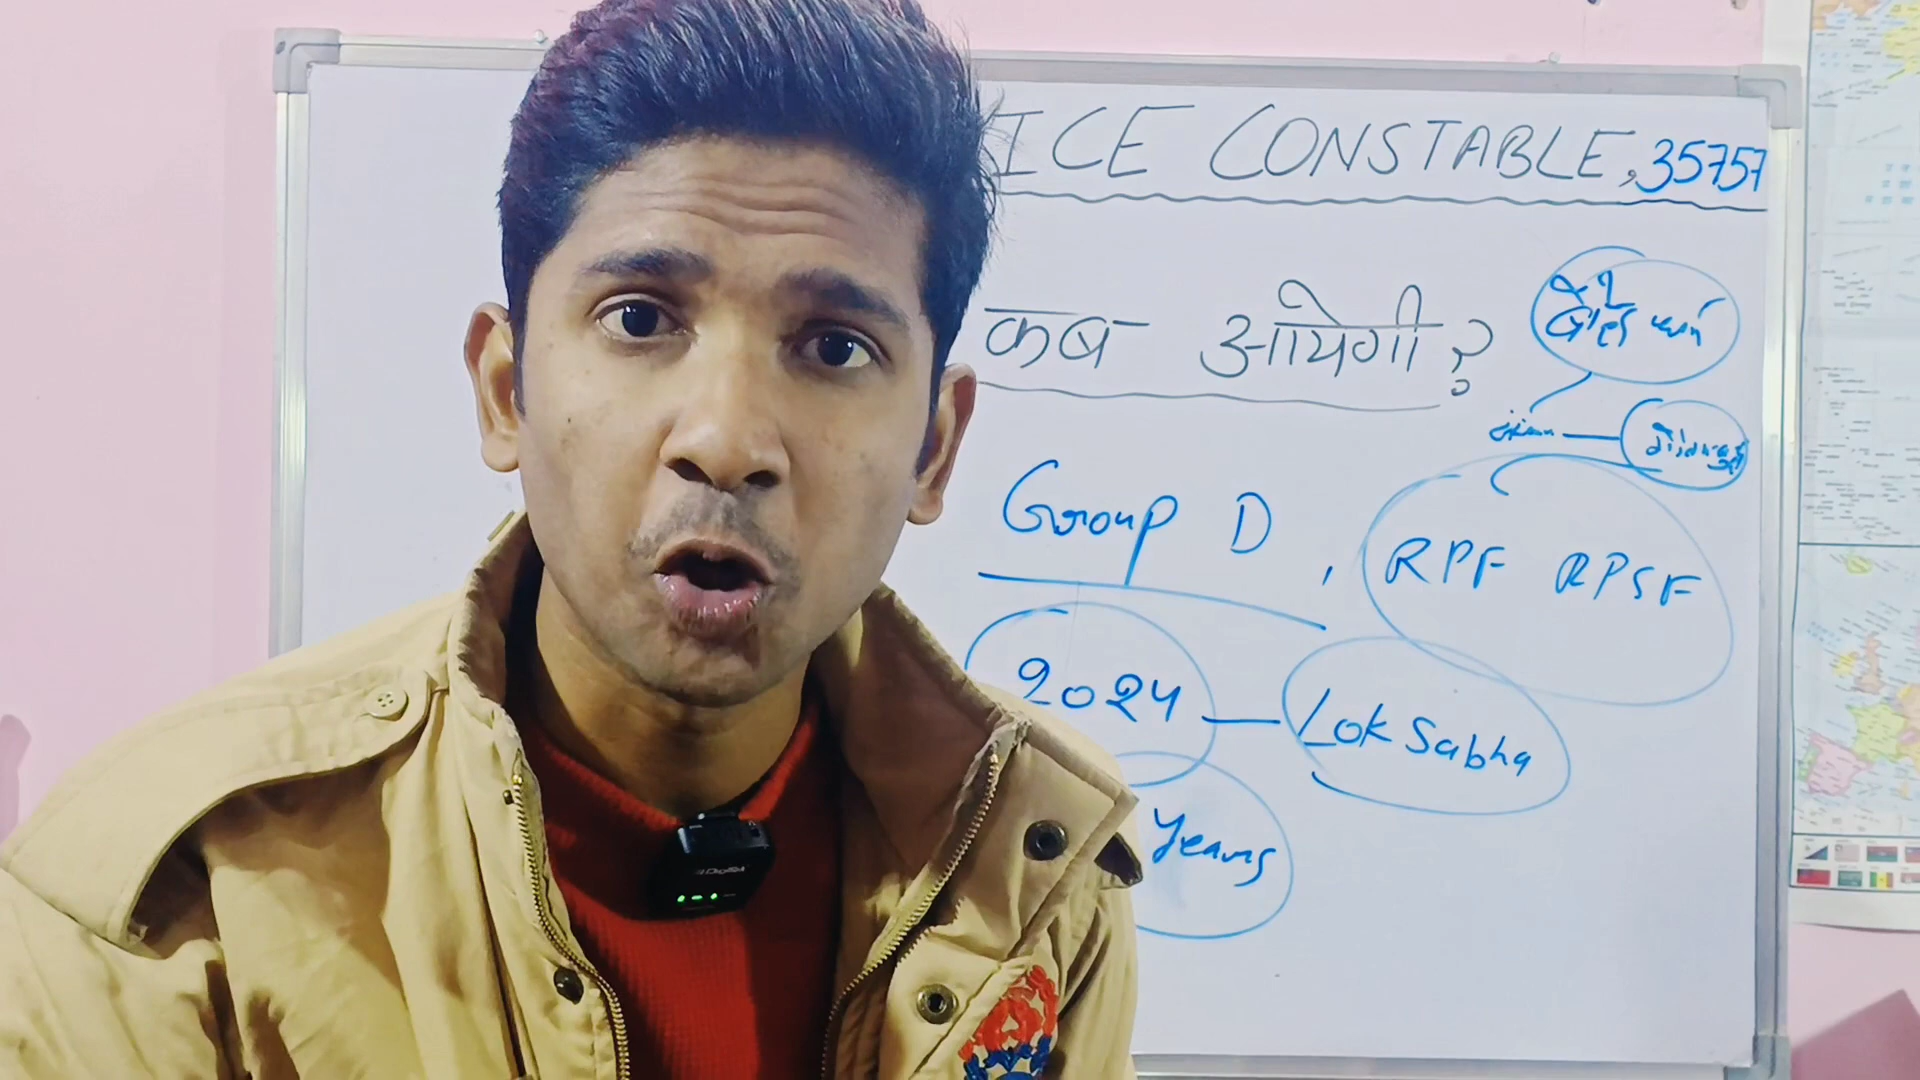 ICE CONSTABLE, 35757
कब आयेगी?
Group D, RPF RPSF
2024 — Lok Sabha
Years